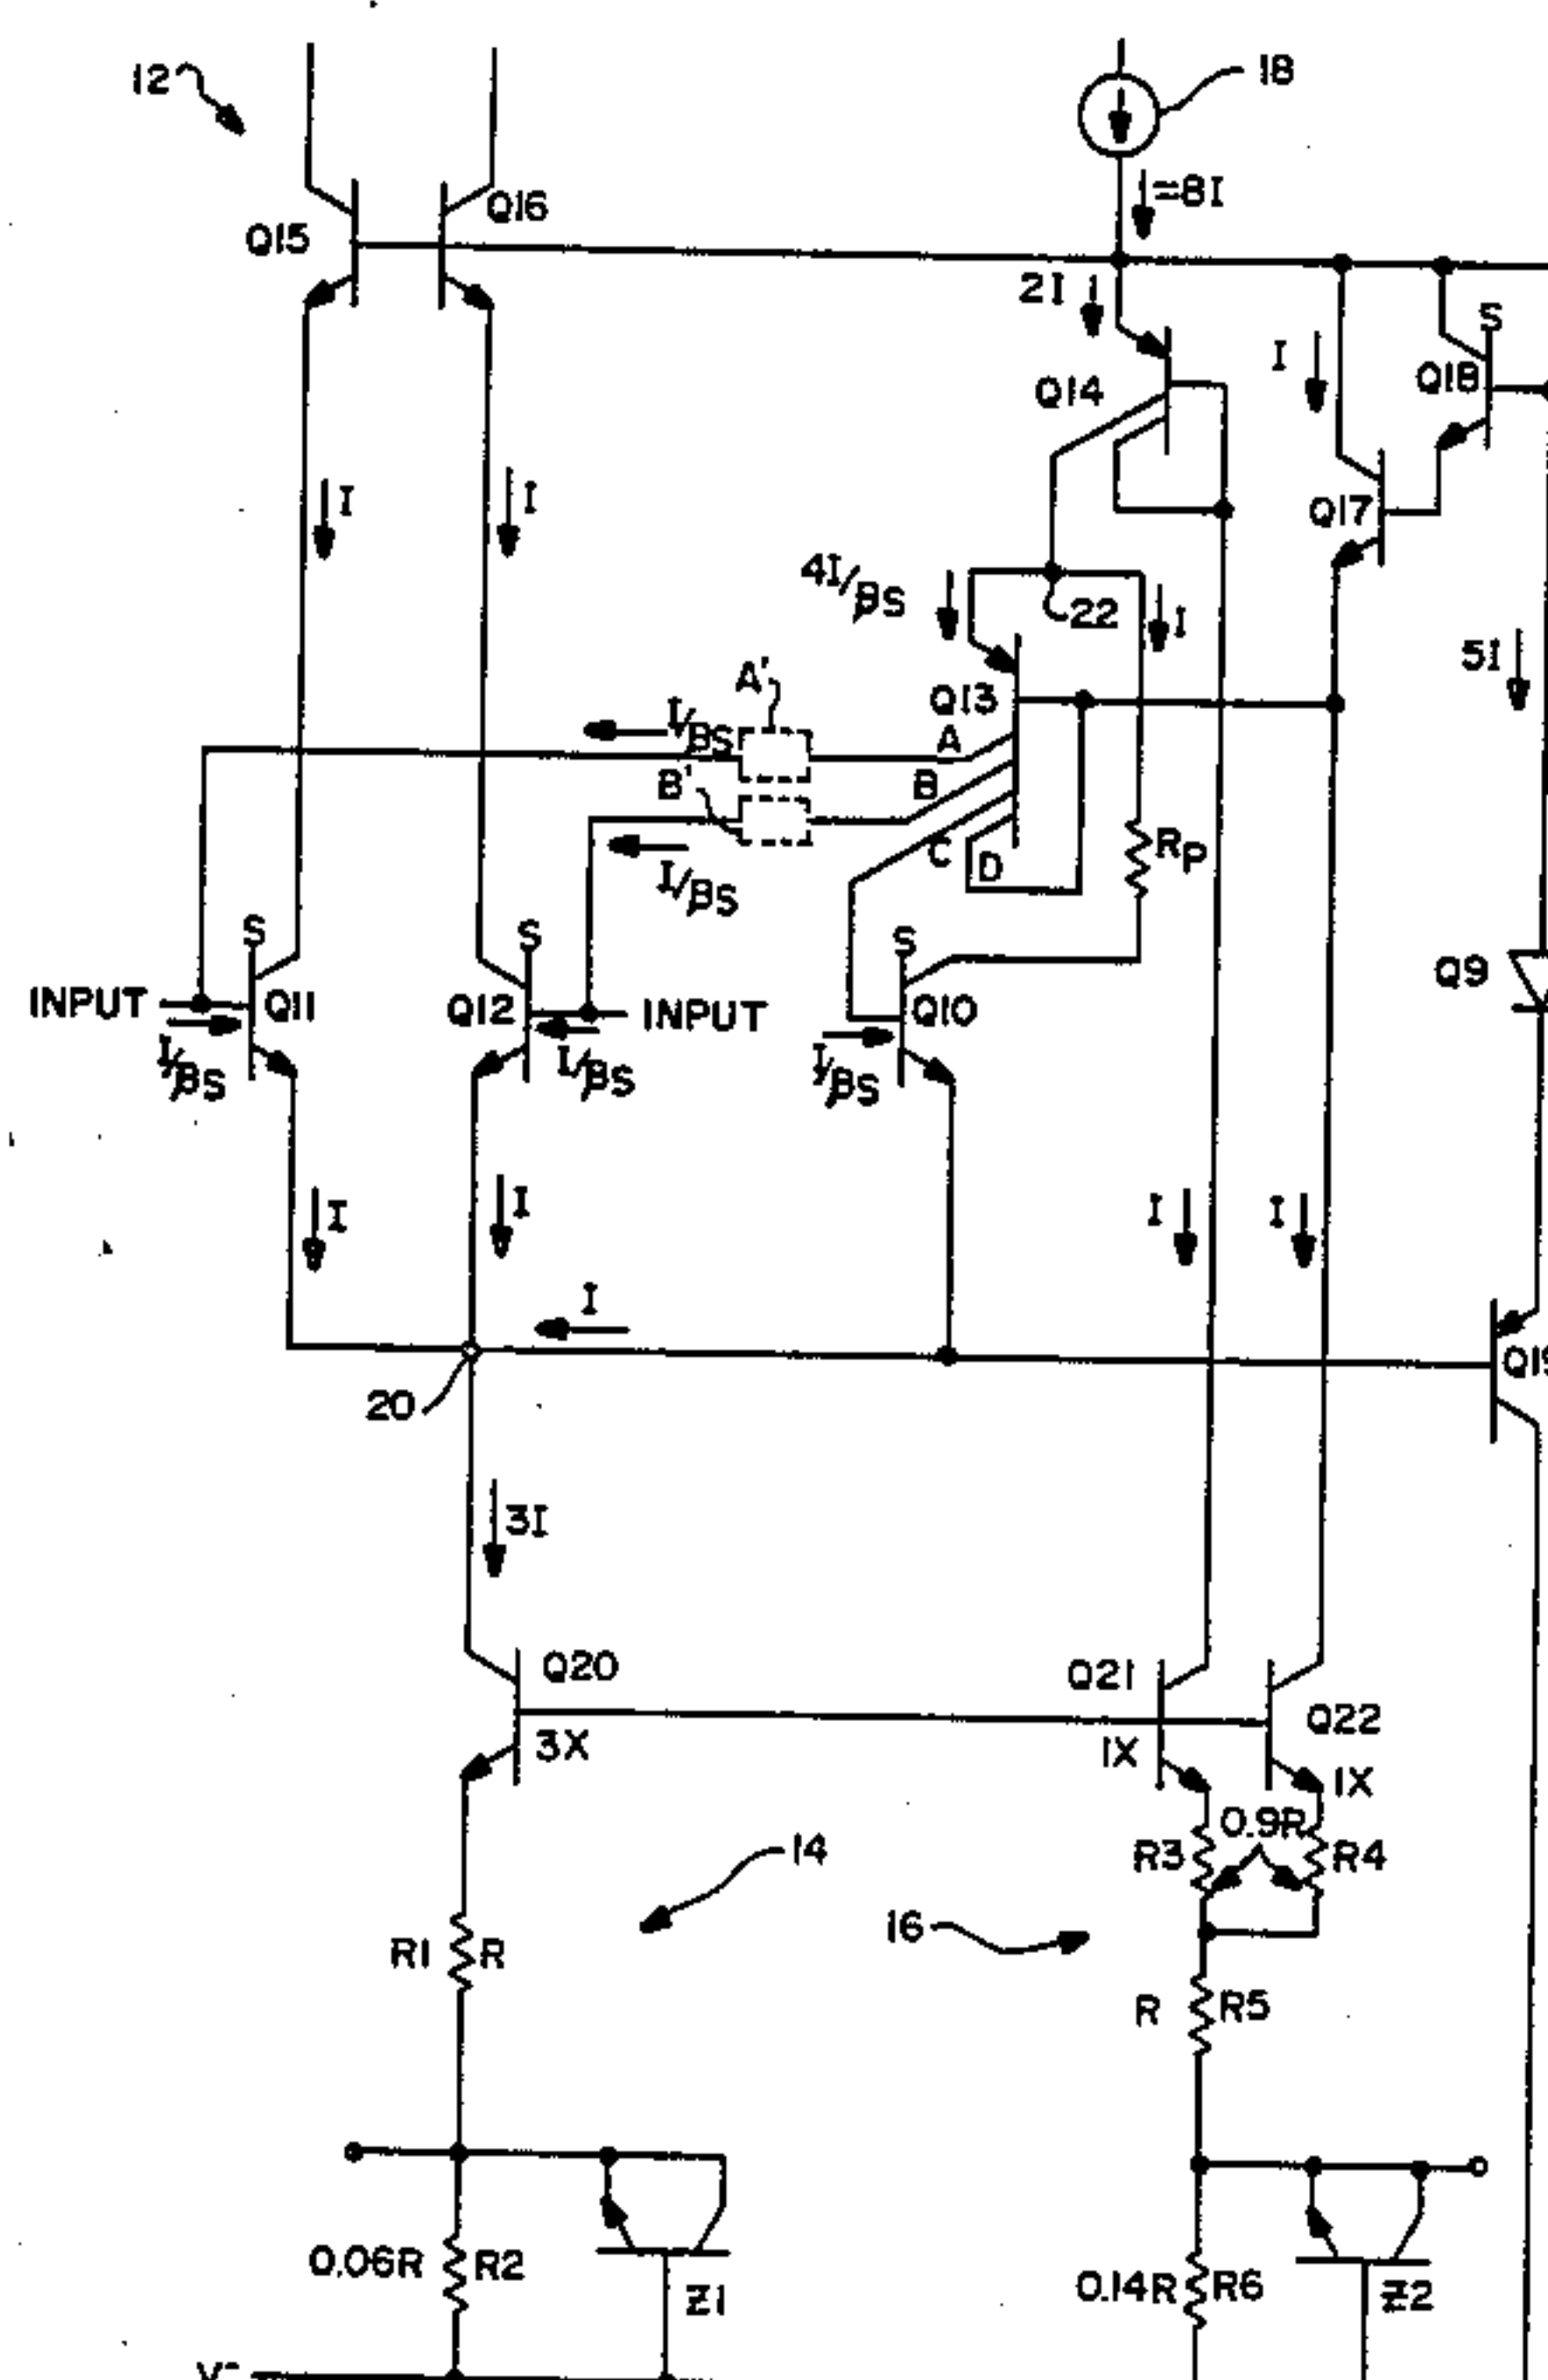 12
18
=8I
Q15
Q16
2I
I
S
Q18
Q14
I
I
Q17
4I/βS
22
I
5I
A'
I/βS
Q13
A
B'
B
C
D
RP
I/βS
S
S
S
Q9
INPUT
Q11
Q12
INPUT
Q10
I/βS
I/βS
I/βS
I
I
I
I
I
20
3I
Q20
3X
Q21
1X
Q22
1X
0.9R
R3
R4
14
16
R1
R
R
R5
0.06R
R2
Z1
0.14R
R6
Z2
V-